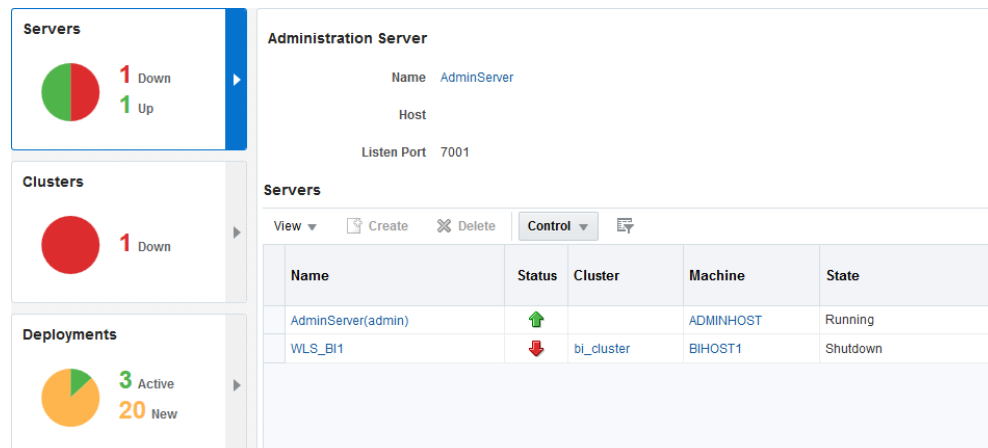 Servers
1 Down
1 Up
Clusters
1 Down
Deployments
3 Active
20 New
Administration Server
Name AdminServer
Host
Listen Port 7001
Servers
View Create Delete Control
Name Status Cluster Machine State
AdminServer(admin) ADMINHOST Running
WLS_BI1 bi_cluster BIHOST1 Shutdown